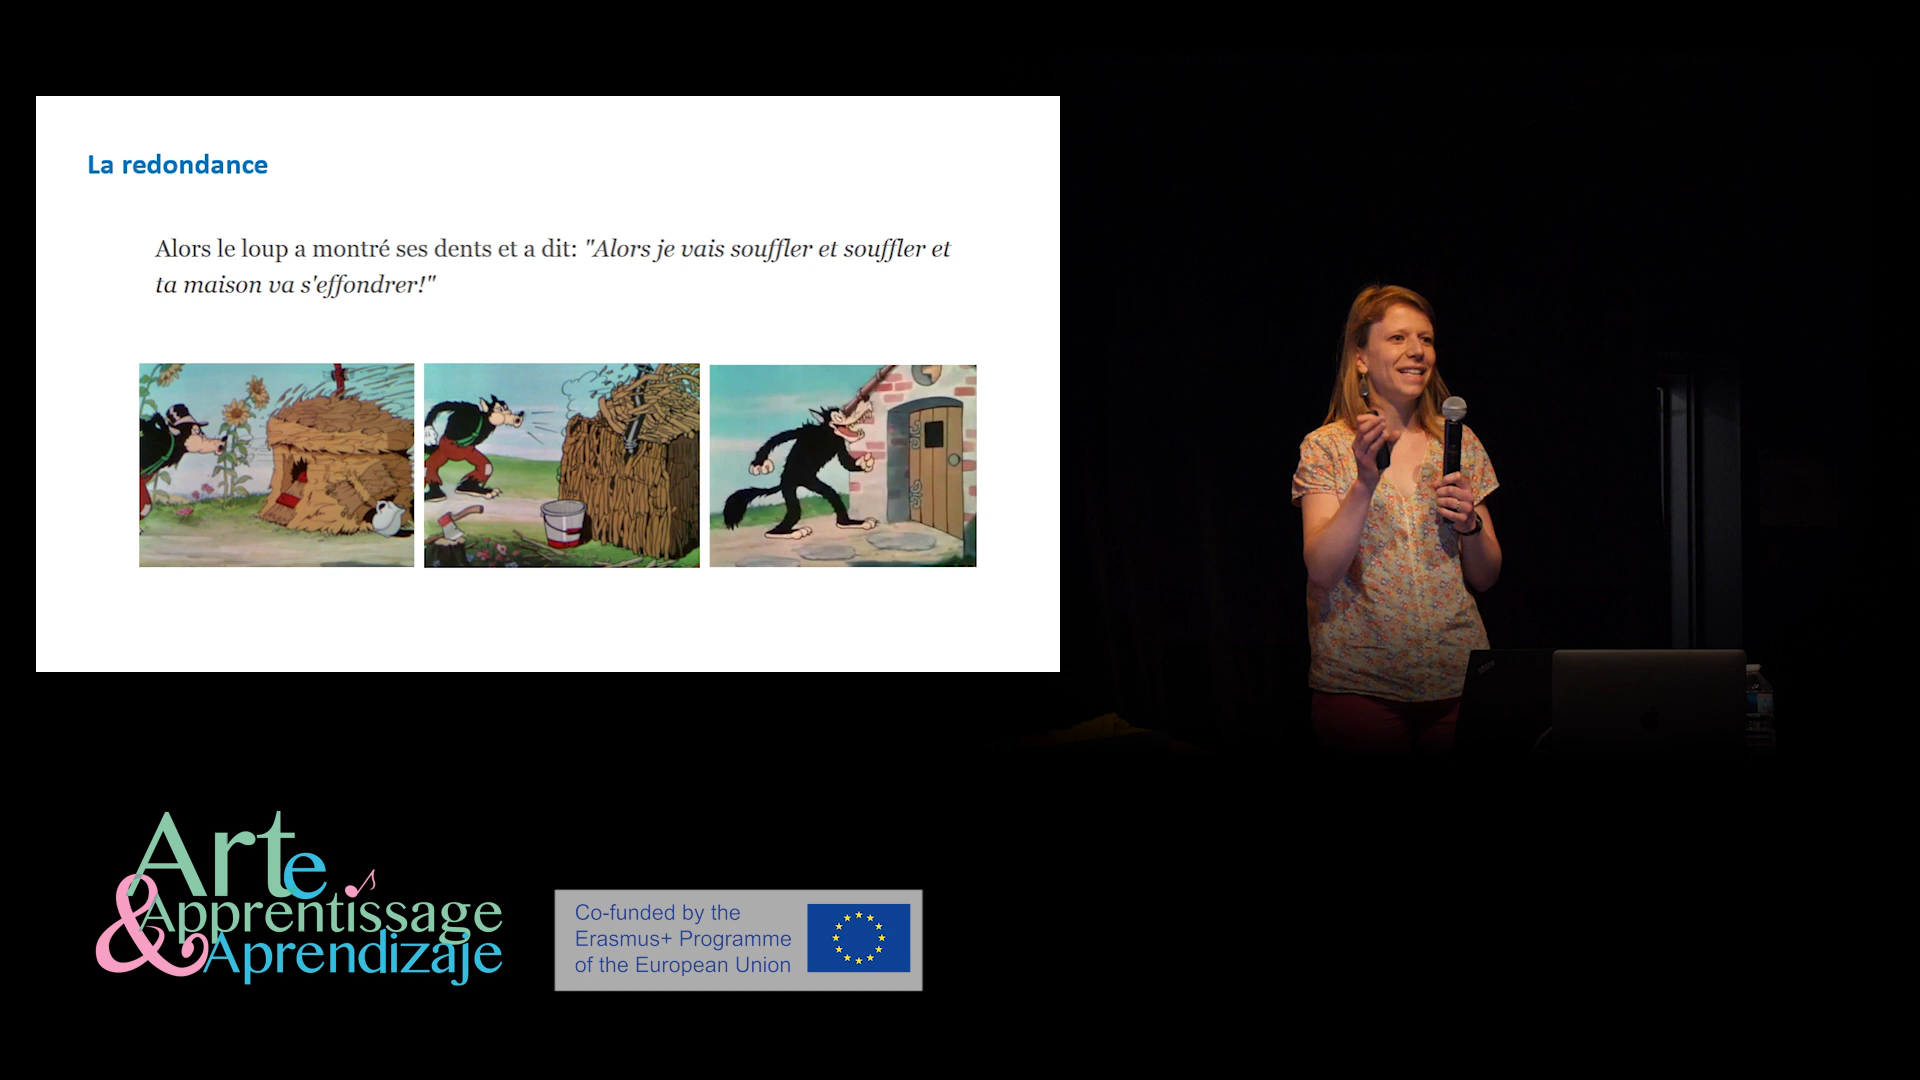 La redondance
Alors le loup a montré ses dents et a dit: "Alors je vais souffler et souffler et
ta maison va s'effondrer!"
Arte
& Apprentissage
Aprendizaje
Co-funded by the
Erasmus+ Programme
of the European Union